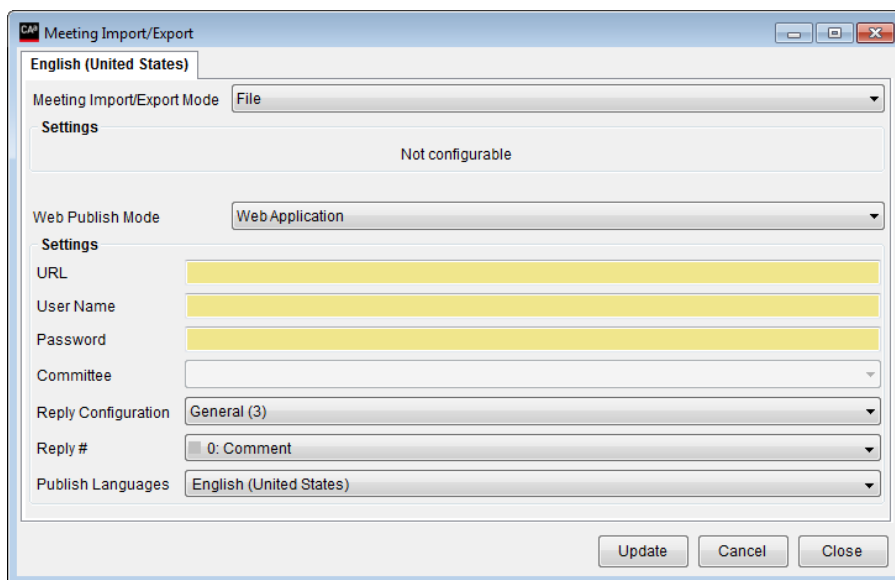 CA² Meeting Import/Export
English (United States)
Meeting Import/Export Mode File
Settings
Not configurable
Web Publish Mode Web Application
Settings
URL
User Name
Password
Committee
Reply Configuration General (3)
Reply # 0: Comment
Publish Languages English (United States)
Update Cancel Close